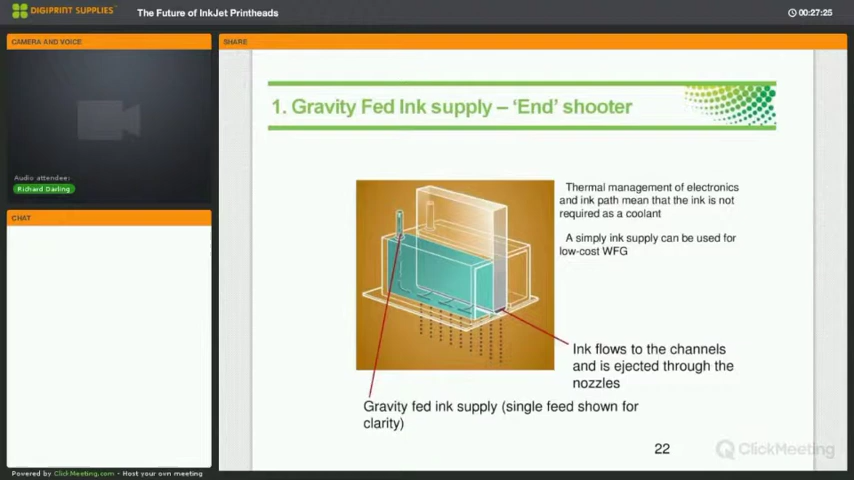 DIGIPRINT SUPPLIES
The Future of InkJet Printheads
00:27:25
CAMERA AND VOICE
SHARE
Audio attendee:
Richard Darling
CHAT
1. Gravity Fed Ink supply – ‘End’ shooter
Thermal management of electronics
and ink path mean that the ink is not
required as a coolant
A simply ink supply can be used for
low-cost WFG
Ink flows to the channels
and is ejected through the
nozzles
Gravity fed ink supply (single feed shown for
clarity)
22
ClickMeeting
Powered by ClickMeeting.com - Host your own meeting